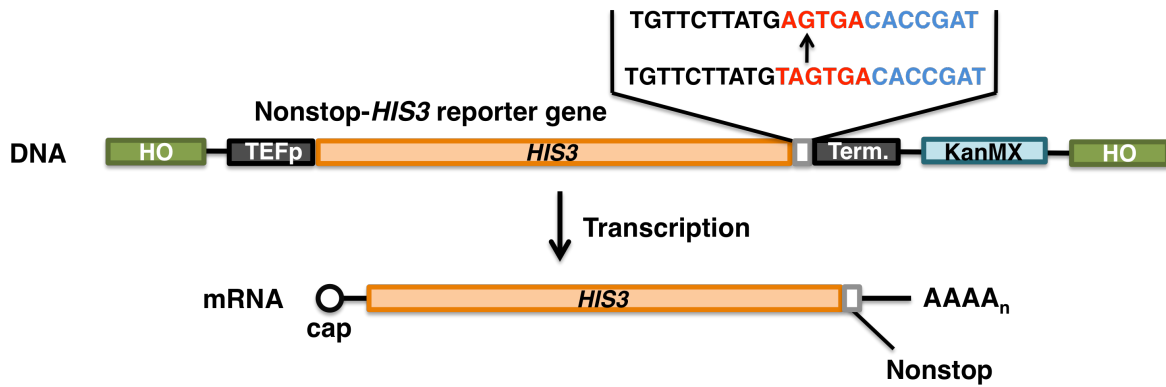 TGTTCTTATGAGTGACACCGAT
TGTTCTTATGTAGTGACACCGAT
Nonstop-HIS3 reporter gene
DNA HO TEFp HIS3 Term. KanMX HO
Transcription
mRNA HIS3 AAAAn
cap
Nonstop